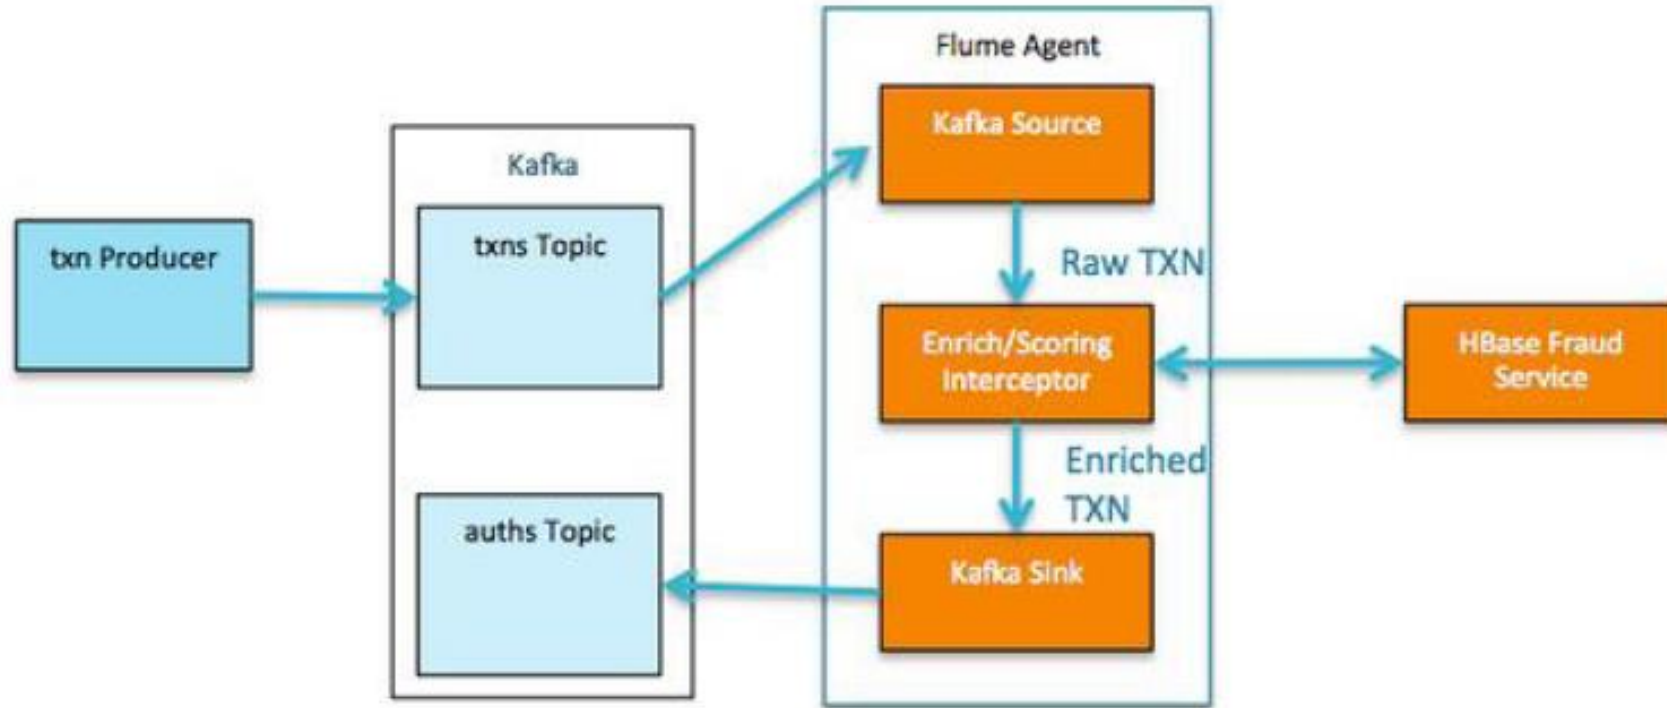 txn Producer
Kafka
txns Topic
auths Topic
Flume Agent
Kafka Source
Raw TXN
Enrich/Scoring
Interceptor
Enriched
TXN
Kafka Sink
HBase Fraud
Service